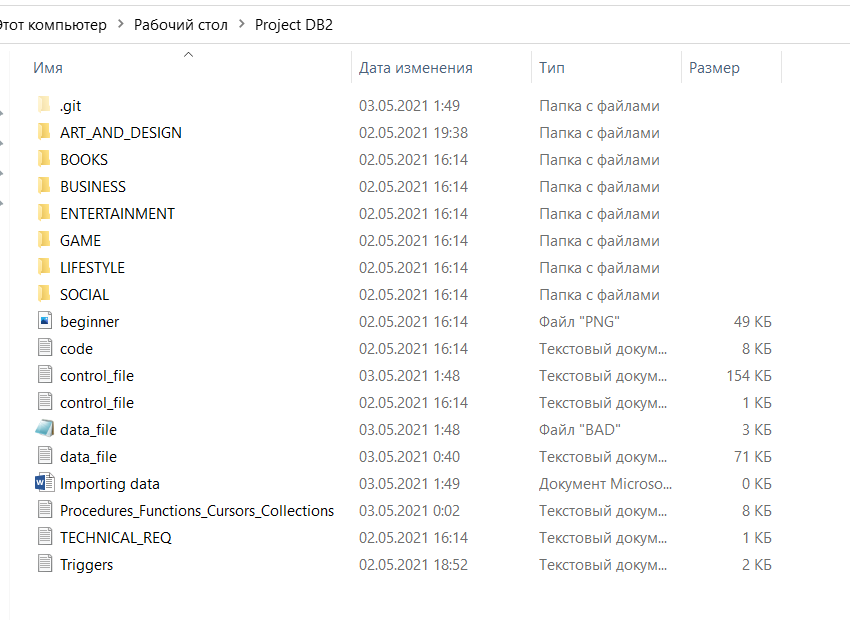 Этот компьютер > Рабочий стол > Project DB2
Имя Дата изменения Тип Размер
.git 03.05.2021 1:49 Папка с файлами
ART_AND_DESIGN 02.05.2021 19:38 Папка с файлами
BOOKS 02.05.2021 16:14 Папка с файлами
BUSINESS 02.05.2021 16:14 Папка с файлами
ENTERTAINMENT 02.05.2021 16:14 Папка с файлами
GAME 02.05.2021 16:14 Папка с файлами
LIFESTYLE 02.05.2021 16:14 Папка с файлами
SOCIAL 02.05.2021 16:14 Папка с файлами
beginner 02.05.2021 16:14 Файл "PNG" 49 КБ
code 02.05.2021 16:14 Текстовый докум... 8 КБ
control_file 03.05.2021 1:48 Текстовый докум... 154 КБ
control_file 02.05.2021 16:14 Текстовый докум... 1 КБ
data_file 03.05.2021 1:48 Файл "BAD" 3 КБ
data_file 03.05.2021 0:40 Текстовый докум... 71 КБ
Importing data 03.05.2021 1:49 Документ Microso... 0 КБ
Procedures_Functions_Cursors_Collections 03.05.2021 0:02 Текстовый докум... 8 КБ
TECHNICAL_REQ 02.05.2021 16:14 Текстовый докум... 1 КБ
Triggers 02.05.2021 18:52 Текстовый докум... 2 КБ